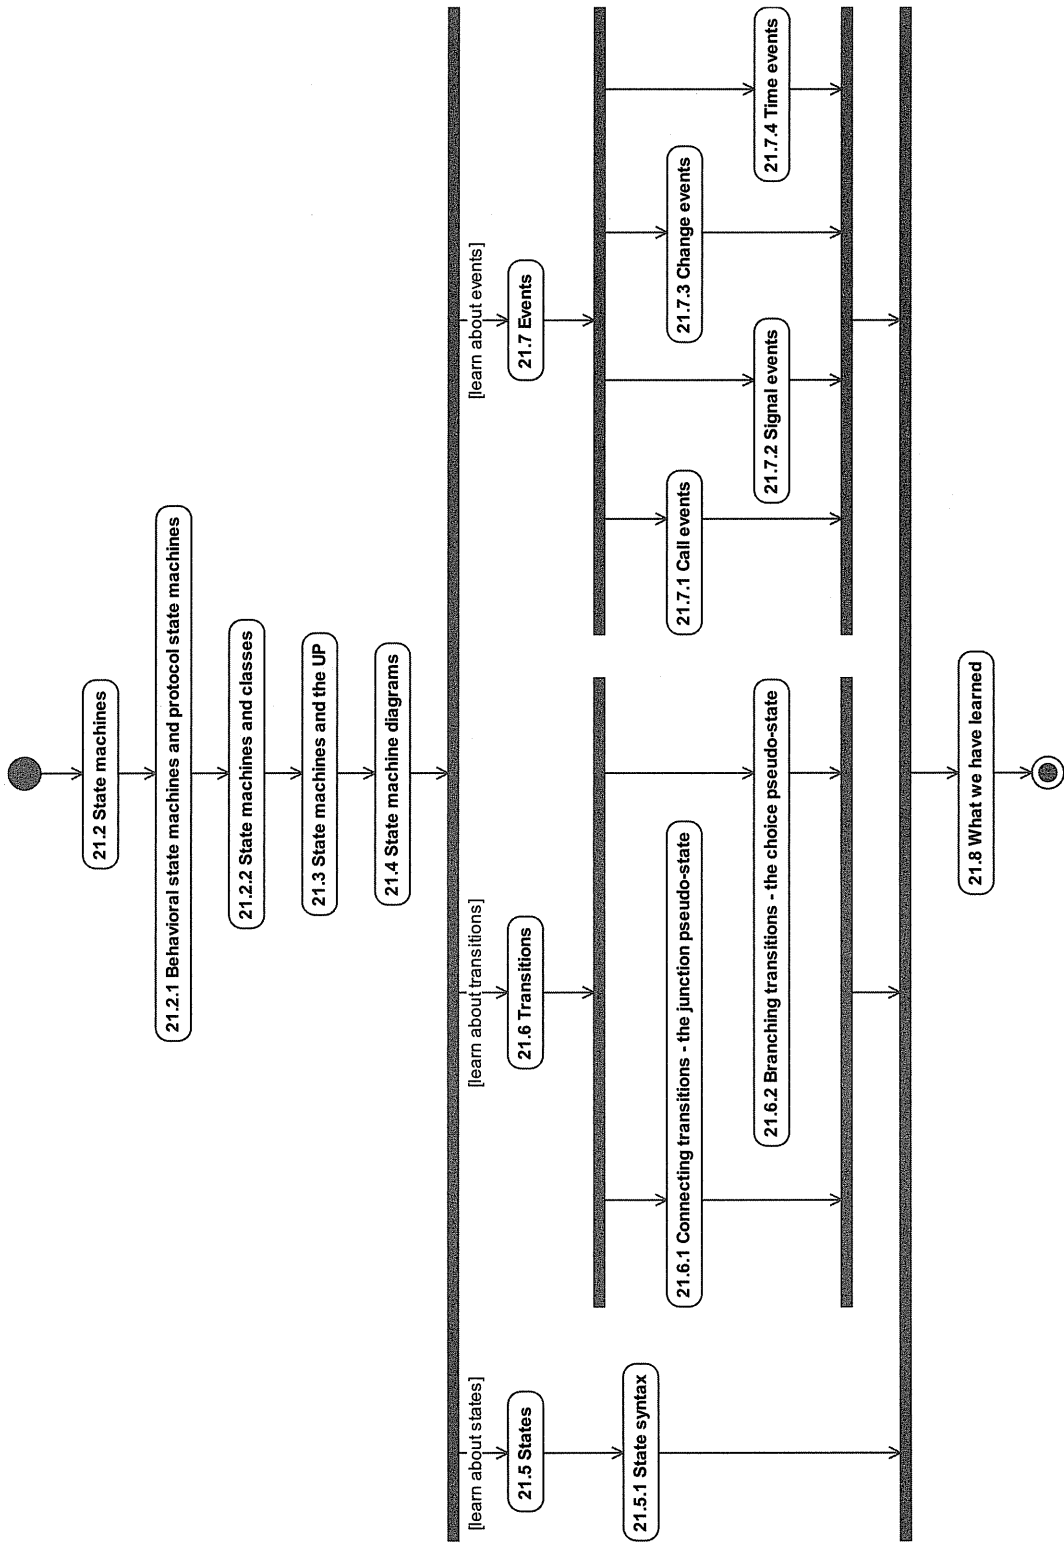 21.2 State machines
21.2.1 Behavioral state machines and protocol state machines
21.2.2 State machines and classes
21.3 State machines and the UP
21.4 State machine diagrams
[learn about states]
21.5 States
21.5.1 State syntax
[learn about transitions]
21.6 Transitions
21.6.1 Connecting transitions - the junction pseudo-state
21.6.2 Branching transitions - the choice pseudo-state
[learn about events]
21.7 Events
21.7.1 Call events
21.7.2 Signal events
21.7.3 Change events
21.7.4 Time events
21.8 What we have learned